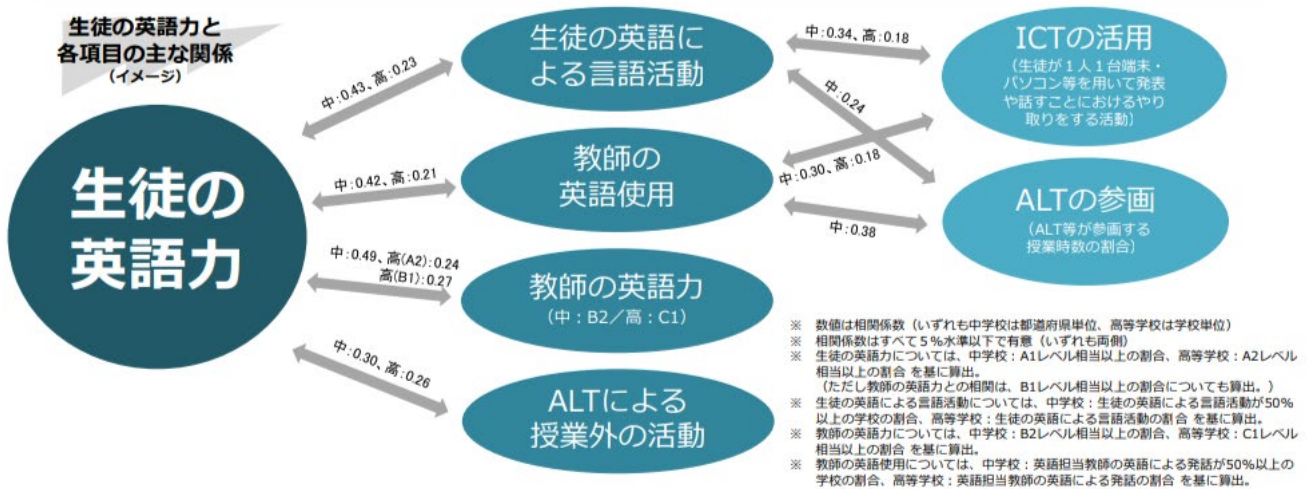 生徒の英語力と
各項目の主な関係
（イメージ）
生徒の
英語力
中：0.43、高：0.23
中：0.42、高：0.21
中：0.49、高(A2)：0.24
高(B1)：0.27
中：0.30、高：0.26
生徒の英語に
よる言語活動
教師の
英語使用
教師の英語力
（中：B2／高：C1）
ALTによる
授業外の活動
中：0.34、高：0.18
中：0.24
中：0.30、高：0.18
中：0.38
ICTの活用
（生徒が１人１台端末・
パソコン等を用いて発表
や話すことにおけるやり
取りをする活動）
ALTの参画
（ALT等が参画する
授業時数の割合）
※ 数値は相関係数（いずれも中学校は都道府県単位、高等学校は学校単位）
※ 相関係数はすべて５％水準以下で有意（いずれも両側）
※ 生徒の英語力については、中学校：A1レベル相当以上の割合、高等学校：A2レベル
相当以上の割合 を基に算出。
（ただし教師の英語力との相関は、B1レベル相当以上の割合についても算出。）
※ 生徒の英語による言語活動については、中学校：生徒の英語による言語活動が50％
以上の学校の割合、高等学校：生徒の英語による言語活動の割合 を基に算出。
※ 教師の英語力については、中学校：B2レベル相当以上の割合、高等学校：C1レベル
相当以上の割合 を基に算出。
※ 教師の英語使用については、中学校：英語担当教師の英語による発話が50％以上の
学校の割合、高等学校：英語担当教師の英語による発話の割合 を基に算出。